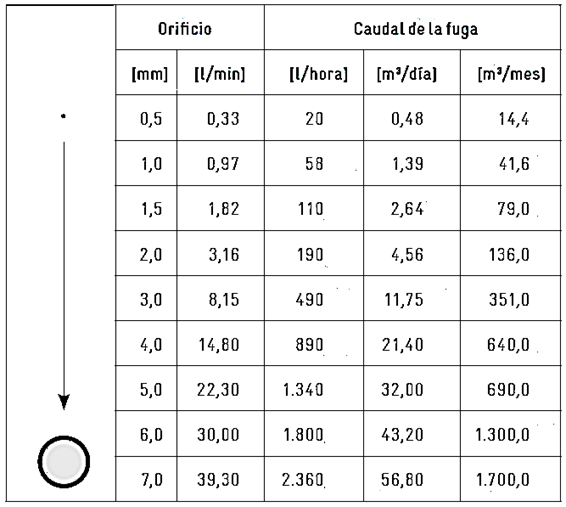 Orificio Caudal de la fuga
[mm] [l/min] [l/hora] [m³/día] [m³/mes]
0,5 0,33 20 0,48 14,4
1,0 0,97 58 1,39 41,6
1,5 1,82 110 2,64 79,0
2,0 3,16 190 4,56 136,0
3,0 8,15 490 11,75 351,0
4,0 14,80 890 21,40 640,0
5,0 22,30 1.340 32,00 690,0
6,0 30,00 1.800 43,20 1.300,0
7,0 39,30 2.360 56,80 1.700,0